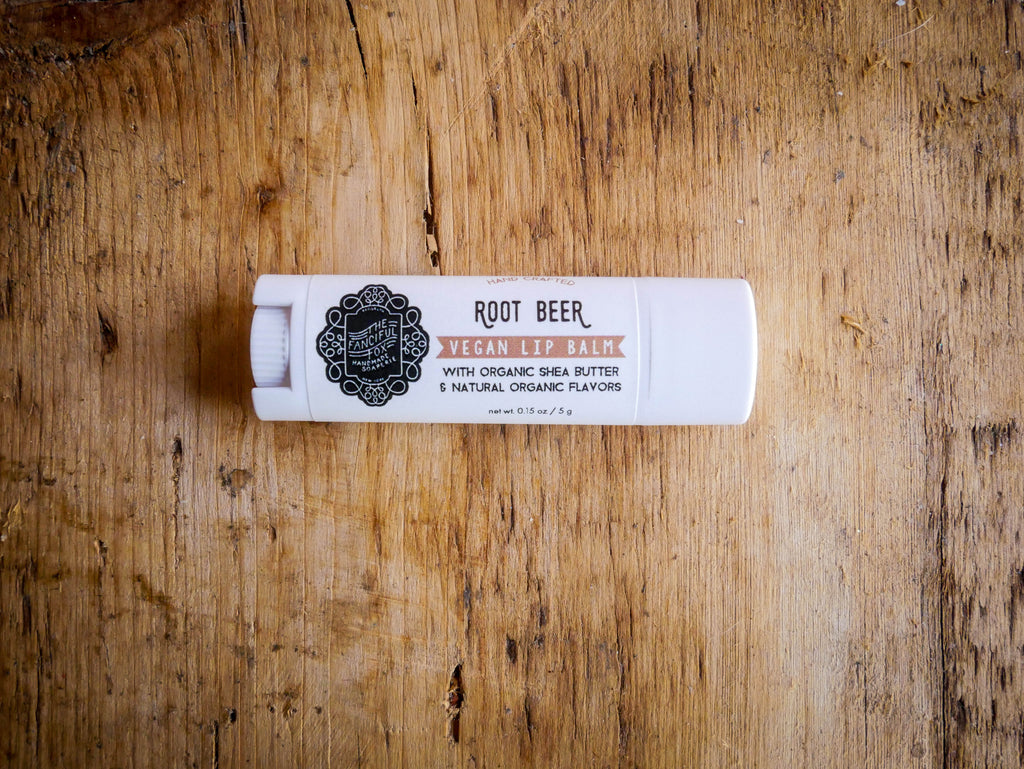 THE
FANCIFUL
FOX
HANDMADE
SOAPERIE
HAND CRAFTED
ROOT BEER
VEGAN LIP BALM
WITH ORGANIC SHEA BUTTER
& NATURAL ORGANIC FLAVORS
net wt. 0.15 oz / 5 g